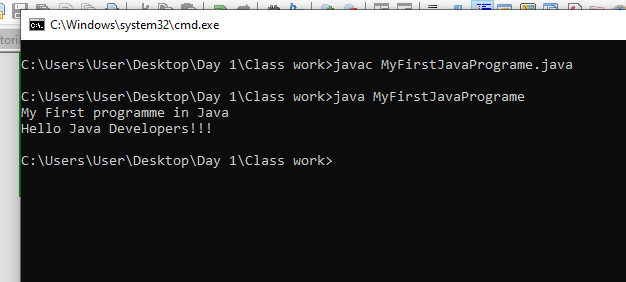 C:\Windows\system32\cmd.exe
C:\Users\User\Desktop\Day 1\Class work>javac MyFirstJavaPrograme.java
C:\Users\User\Desktop\Day 1\Class work>java MyFirstJavaPrograme
My First programme in Java
Hello Java Developers!!!
C:\Users\User\Desktop\Day 1\Class work>